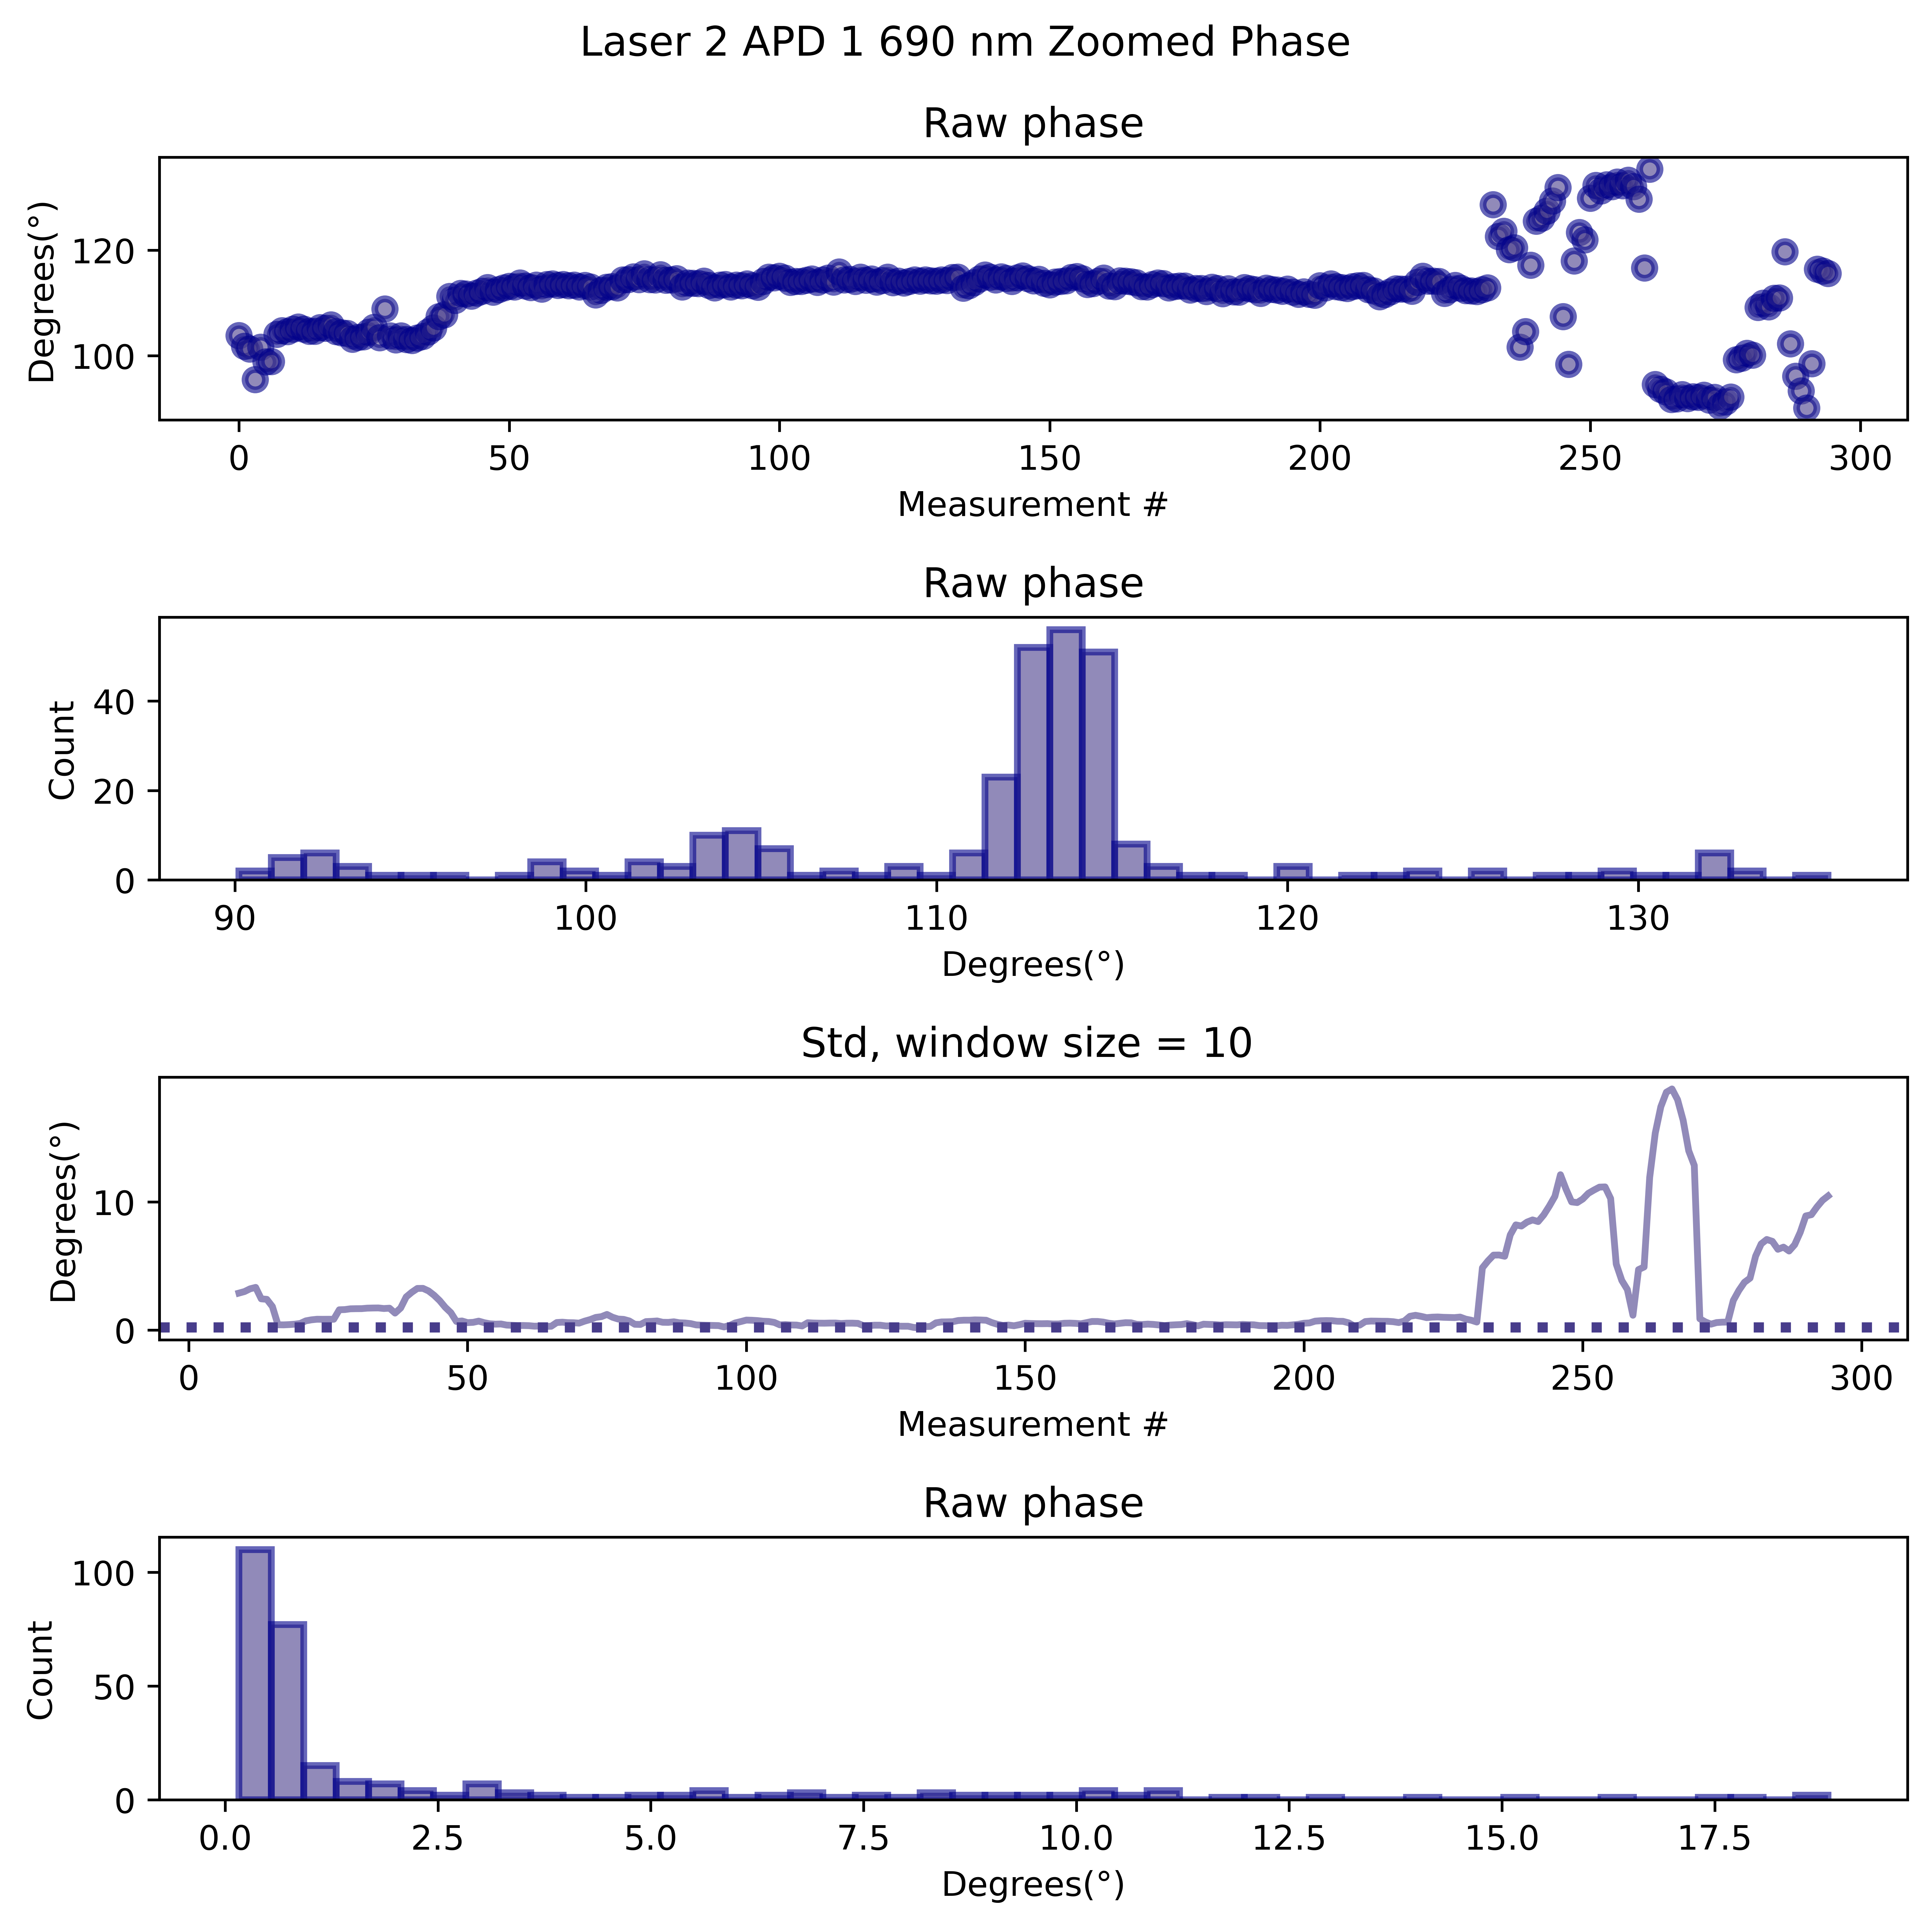 Laser 2 APD 1 690 nm Zoomed Phase
Raw phase
Degrees(°)
120
100
0 50 100 150 200 250 300
Measurement #
Raw phase
Count
40
20
0
90 100 110 120 130
Degrees(°)
Std, window size = 10
Degrees(°)
10
0
0 50 100 150 200 250 300
Measurement #
Raw phase
Count
100
50
0
0.0 2.5 5.0 7.5 10.0 12.5 15.0 17.5
Degrees(°)